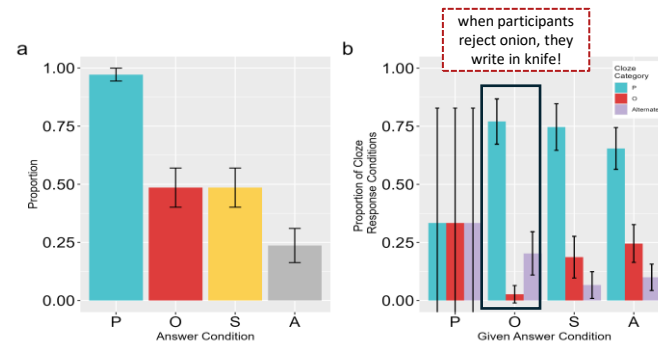 when participants
reject onion, they
write in knife!
a
1.00
0.75
0.50
0.25
0.00
Proportion
P O S A
Answer Condition
b
1.00
0.75
0.50
0.25
0.00
Proportion of Cloze
Response Conditions
Cloze
Category
P
O
Alternate
P O S A
Given Answer Condition